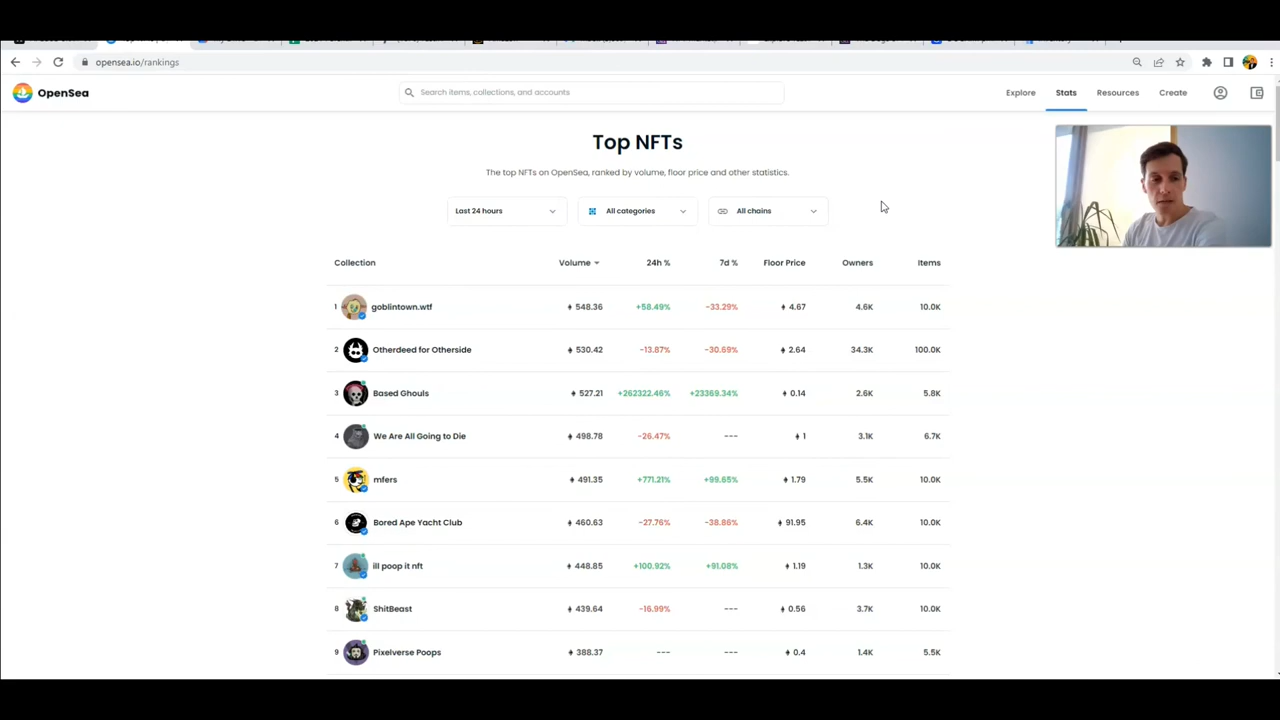 opensea.io/rankings
OpenSea
Search items, collections, and accounts
Explore Stats Resources Create
Top NFTs
The top NFTs on OpenSea, ranked by volume, floor price and other statistics.
Last 24 hours All categories All chains
Collection Volume 24h % 7d % Floor Price Owners Items
1 goblintown.wtf 548.36 +58.49% -33.29% 4.67 4.6K 10.0K
2 Otherdeed for Otherside 530.42 -13.87% -30.69% 2.64 34.3K 100.0K
3 Based Ghouls 527.21 +262322.46% +23369.34% 0.14 2.6K 5.8K
4 We Are All Going to Die 498.78 -26.47% --- 1 3.1K 6.7K
5 mfers 491.35 +771.21% +99.65% 1.79 5.5K 10.0K
6 Bored Ape Yacht Club 460.63 -27.76% -38.86% 91.95 6.4K 10.0K
7 ill poop it nft 448.85 +100.92% +91.08% 1.19 1.3K 10.0K
8 ShitBeast 439.64 -16.99% --- 0.56 3.7K 10.0K
9 Pixelverse Poops 388.37 --- --- 0.4 1.4K 5.5K